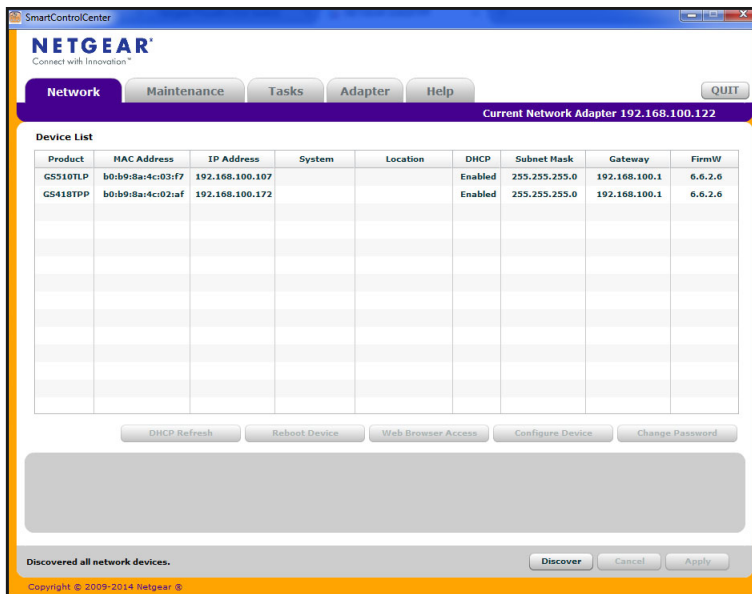 SmartControlCenter
NETGEAR®
Connect with Innovation™
Network Maintenance Tasks Adapter Help QUIT
Current Network Adapter 192.168.100.122
Device List
Product MAC Address IP Address System Location DHCP Subnet Mask Gateway FirmW
GS510TLP b0:b9:8a:4c:03:f7 192.168.100.107 Enabled 255.255.255.0 192.168.100.1 6.6.2.6
GS418TPP b0:b9:8a:4c:02:af 192.168.100.172 Enabled 255.255.255.0 192.168.100.1 6.6.2.6
DHCP Refresh Reboot Device Web Browser Access Configure Device Change Password
Discovered all network devices. Discover Cancel Apply
Copyright © 2009-2014 Netgear ®